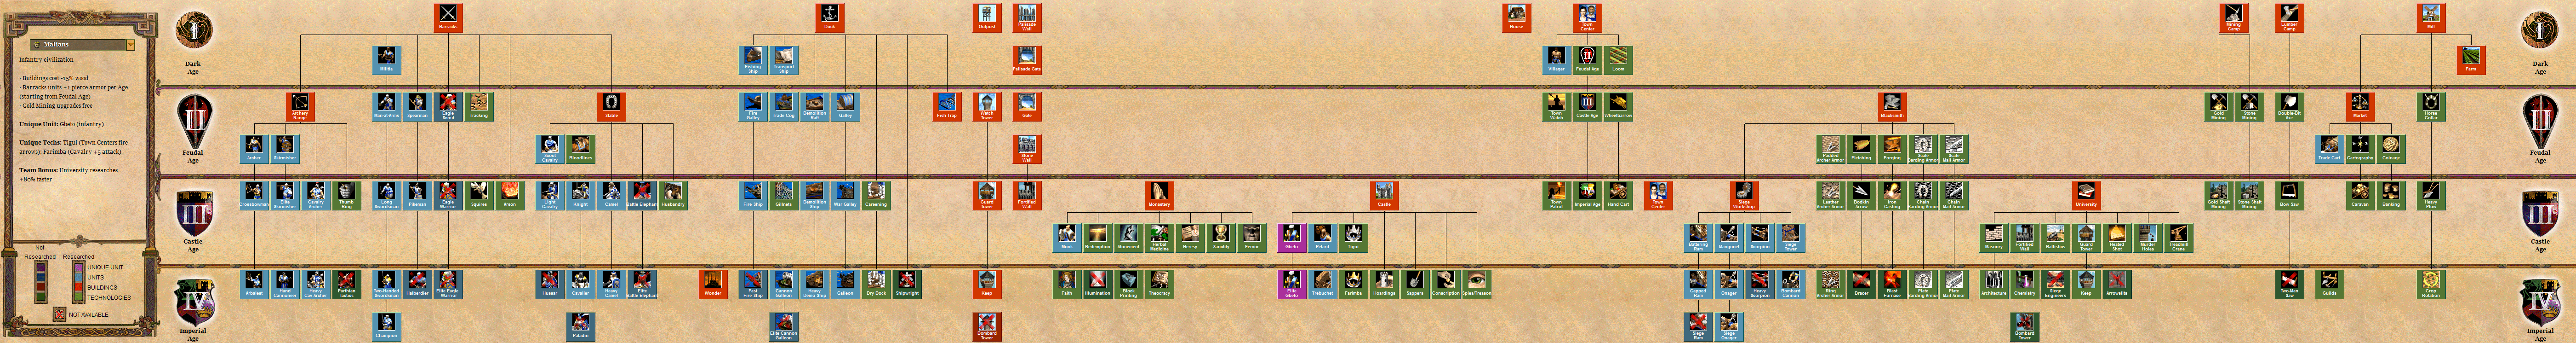 Malians
Infantry civilization
· Buildings cost -15% wood
· Barracks units +1 pierce armor per Age
(starting from Feudal Age)
· Gold Mining upgrades free
Unique Unit: Gbeto (infantry)
Unique Techs: Tigui (Town Centers fire
arrows); Farimba (Cavalry +5 attack)
Team Bonus: University researches
+80% faster
Not
Researched Researched
UNIQUE UNIT
UNITS
BUILDINGS
TECHNOLOGIES
NOT AVAILABLE
I
Dark
Age
Barracks
Dock
Outpost
Palisade
Wall
House
Town
Center
Mining
Camp
Lumber
Camp
Mill
I
Dark
Age
Militia
Fishing
Ship
Transport
Ship
Palisade Gate
Villager
Feudal Age
Loom
Farm
Feudal
Age
Archery
Range
Man-at-Arms
Spearman
Eagle
Scout
Tracking
Stable
Fire
Galley
Trade Cog
Demolition
Raft
Galley
Fish Trap
Watch
Tower
Gate
Town
Watch
Castle Age
Wheelbarrow
Blacksmith
Gold
Mining
Stone
Mining
Double-Bit
Axe
Market
Horse
Collar
Feudal
Age
Archer
Skirmisher
Scout
Cavalry
Bloodlines
Stone
Wall
Padded
Archer Armor
Fletching
Forging
Scale
Barding Armor
Scale
Mail Armor
Trade Cart
Cartography
Coinage
Castle
Age
Crossbowman
Elite
Skirmisher
Cavalry
Archer
Thumb
Ring
Long
Swordsman
Pikeman
Eagle
Warrior
Squires
Arson
Light
Cavalry
Knight
Camel
Battle Elephant
Husbandry
Fire Ship
Gillnets
Demolition
Ship
War Galley
Careening
Guard
Tower
Fortified
Wall
Monastery
Castle
Town
Patrol
Imperial Age
Hand Cart
Town
Center
Siege
Workshop
Leather
Archer Armor
Bodkin
Arrow
Iron
Casting
Chain
Barding Armor
Chain
Mail Armor
University
Gold Shaft
Mining
Stone Shaft
Mining
Bow Saw
Caravan
Banking
Heavy
Plow
Castle
Age
Monk
Redemption
Atonement
Herbal
Medicine
Heresy
Sanctity
Fervor
Gbeto
Petard
Tigui
Battering
Ram
Mangonel
Scorpion
Siege
Tower
Masonry
Fortified
Wall
Ballistics
Guard
Tower
Heated
Shot
Murder
Holes
Treadmill
Crane
Imperial
Age
Arbalest
Hand
Cannoneer
Heavy
Cav Archer
Parthian
Tactics
Two-Handed
Swordsman
Halberdier
Elite Eagle
Warrior
Hussar
Cavalier
Heavy
Camel
Elite
Battle Elephant
Wonder
Fast
Fire Ship
Cannon
Galleon
Heavy
Demo Ship
Galleon
Dry Dock
Shipwright
Keep
Faith
Illumination
Block
Printing
Theocracy
Elite
Gbeto
Trebuchet
Farimba
Hoardings
Sappers
Conscription
Spies/Treason
Capped
Ram
Onager
Heavy
Scorpion
Bombard
Cannon
Ring
Archer Armor
Bracer
Blast
Furnace
Plate
Barding Armor
Plate
Mail Armor
Architecture
Chemistry
Siege
Engineers
Keep
Arrowslits
Two-Man
Saw
Guilds
Crop
Rotation
Imperial
Age
Champion
Paladin
Elite Cannon
Galleon
Bombard
Tower
Siege
Ram
Siege
Onager
Bombard
Tower